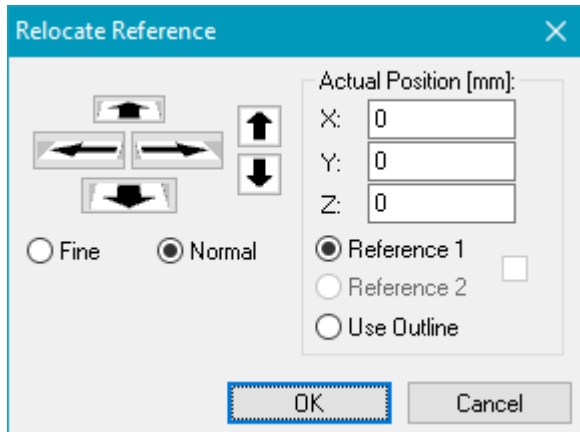 Relocate Reference
Actual Position [mm]:
X: 0
Y: 0
Z: 0
Fine Normal
Reference 1
Reference 2
Use Outline
OK Cancel